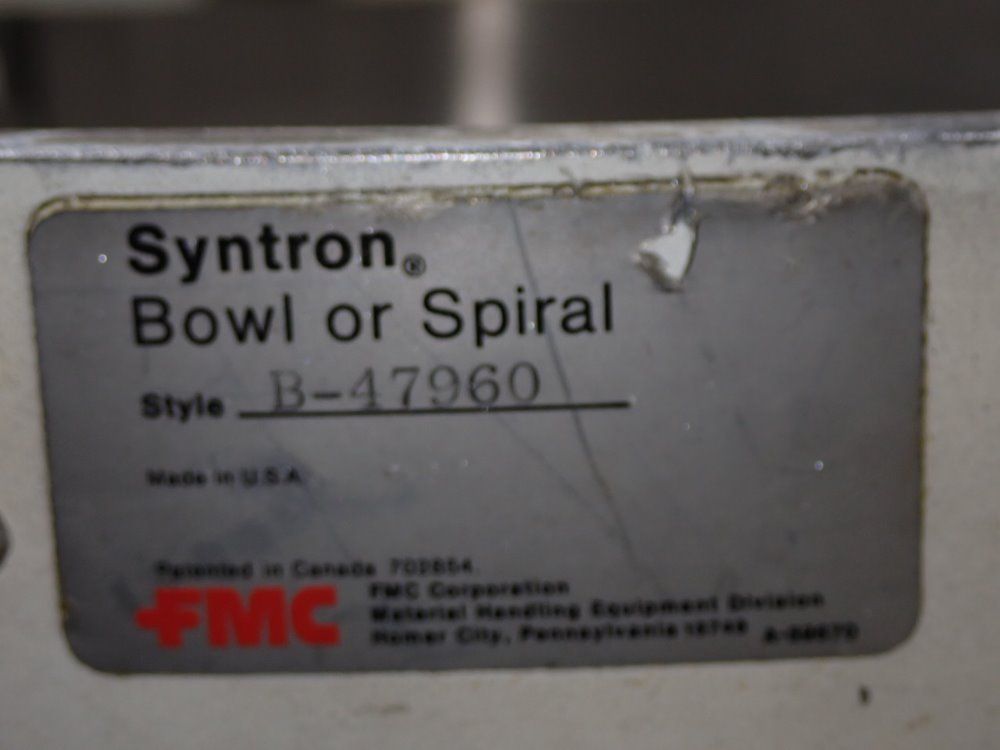 Syntron®
Bowl or Spiral
Style B-47960
Made in U.S.A.
Patented in Canada 702854
FMC
FMC Corporation
Material Handling Equipment Division
Homer City, Pennsylvania 15748